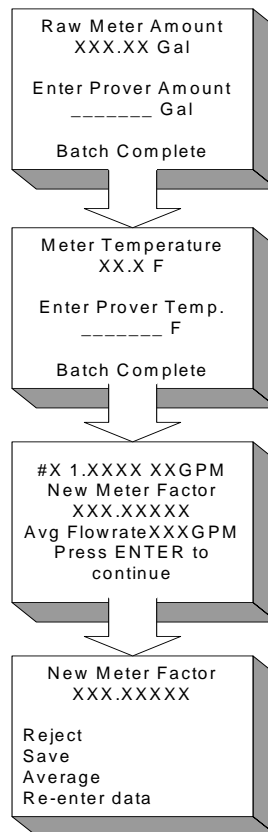 Raw Meter Amount
XXX.XX Gal
Enter Prover Amount
_______ Gal
Batch Complete
Meter Temperature
XX.X F
Enter Prover Temp.
_______ F
Batch Complete
#X 1.XXXX XXGPM
New Meter Factor
XXX.XXXXX
Avg FlowrateXXXGPM
Press ENTER to
continue
New Meter Factor
XXX.XXXXX
Reject
Save
Average
Re-enter data